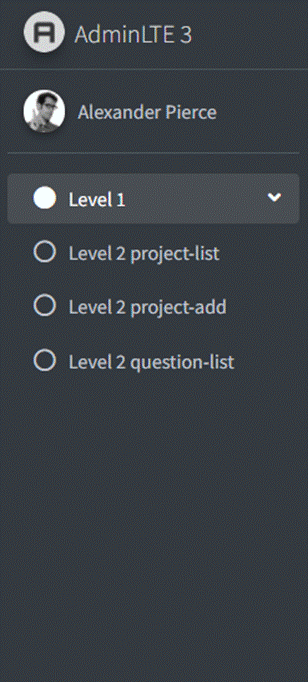 AdminLTE 3
Alexander Pierce
Level 1
Level 2 project-list
Level 2 project-add
Level 2 question-list